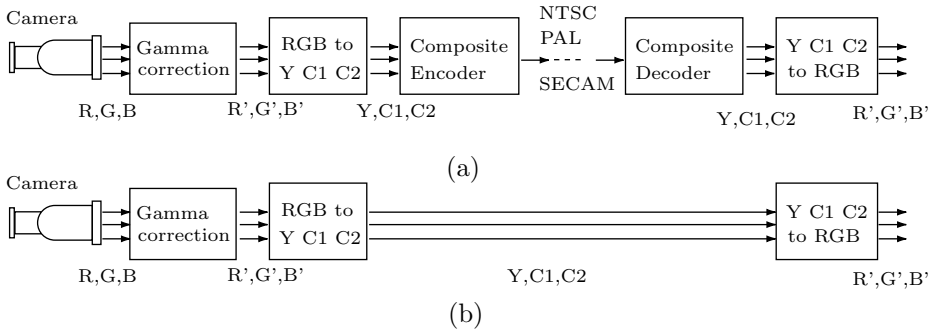 Camera
Gamma
correction
RGB to
Y C1 C2
Composite
Encoder
NTSC
PAL
SECAM
Composite
Decoder
Y C1 C2
to RGB
R,G,B
R',G',B'
Y,C1,C2
Y,C1,C2
R',G',B'
(a)
Camera
Gamma
correction
RGB to
Y C1 C2
Y C1 C2
to RGB
R,G,B
R',G',B'
Y,C1,C2
R',G',B'
(b)